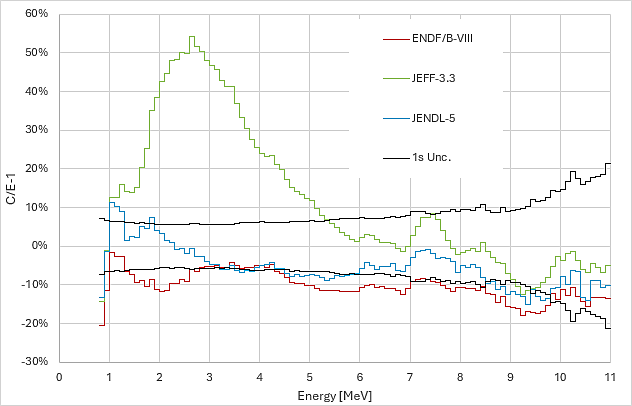 60%
50%
40%
30%
20%
10%
0%
-10%
-20%
-30%
C/E-1
ENDF/B-VIII
JEFF-3.3
JENDL-5
1s Unc.
0 1 2 3 4 5 6 7 8 9 10 11
Energy [MeV]